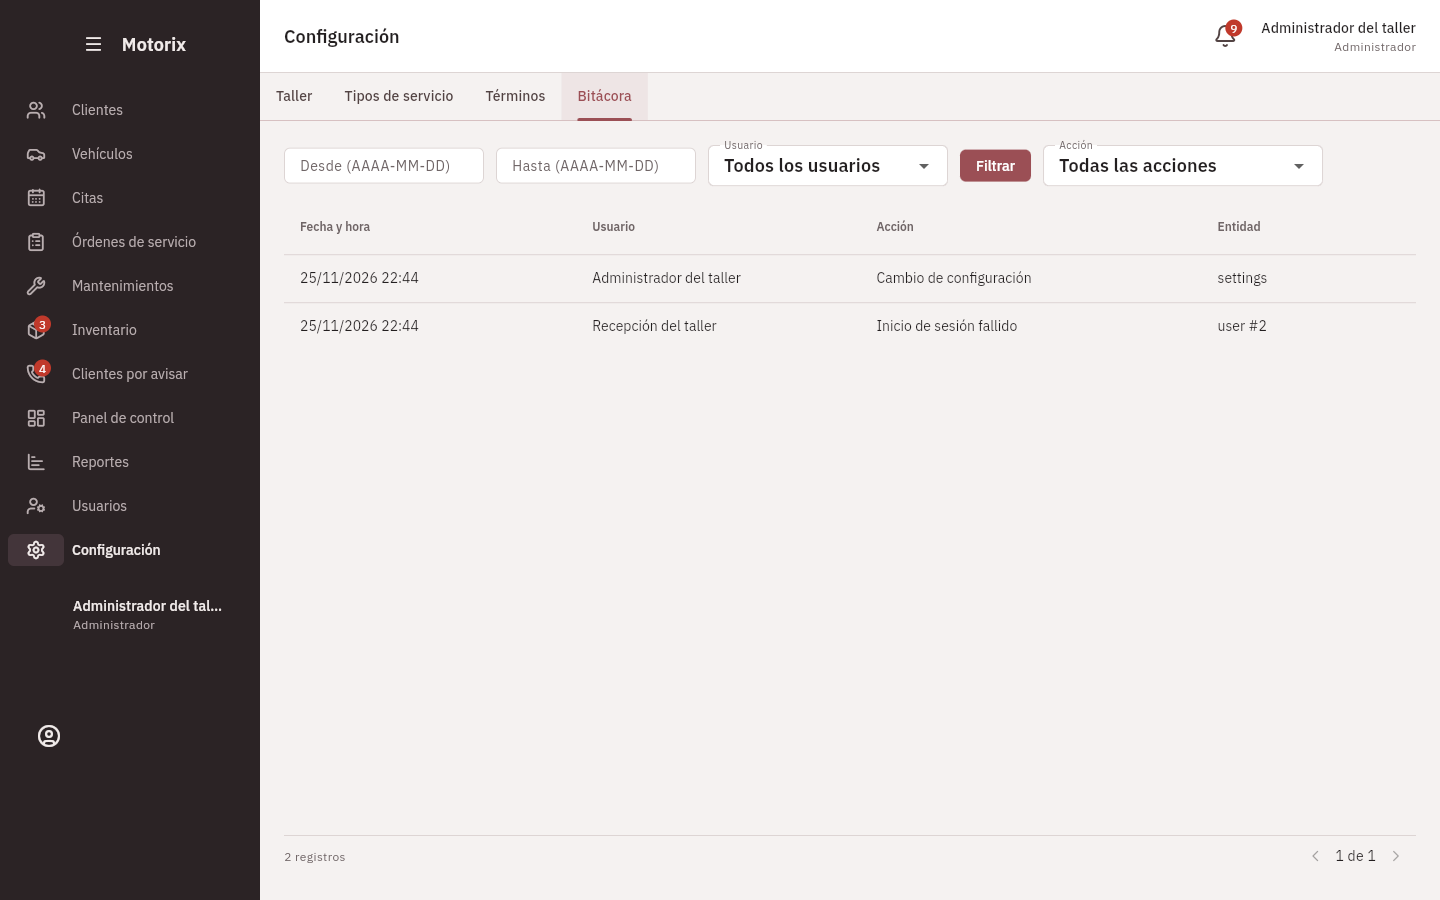 Motorix
Clientes
Vehículos
Citas
Órdenes de servicio
Mantenimientos
3
Inventario
4
Clientes por avisar
Panel de control
Reportes
Usuarios
Configuración
Administrador del tal...
Administrador
Configuración
9
Administrador del taller
Administrador
Taller
Tipos de servicio
Términos
Bitácora
Desde (AAAA-MM-DD)
Hasta (AAAA-MM-DD)
Usuario
Todos los usuarios
Filtrar
Acción
Todas las acciones
Fecha y hora
Usuario
Acción
Entidad
25/11/2026 22:44
Administrador del taller
Cambio de configuración
settings
25/11/2026 22:44
Recepción del taller
Inicio de sesión fallido
user #2
2 registros
1 de 1